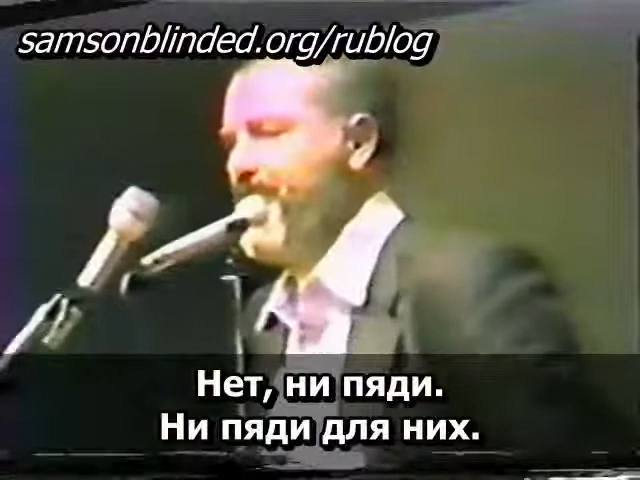 samsonblinded.org/rublog
Нет, ни пяди.
Ни пяди для них.